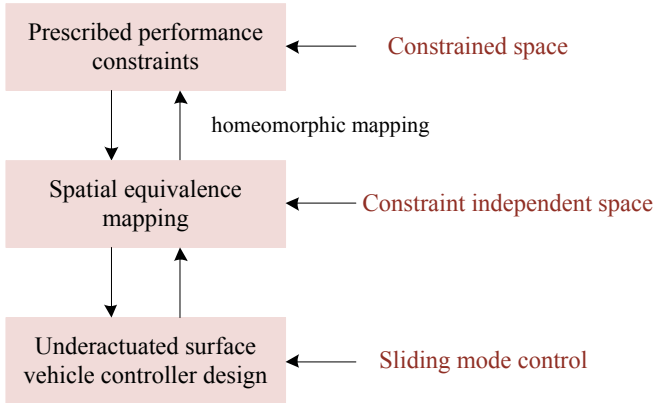 Prescribed performance
constraints
Constrained space
homeomorphic mapping
Spatial equivalence
mapping
Constraint independent space
Underactuated surface
vehicle controller design
Sliding mode control